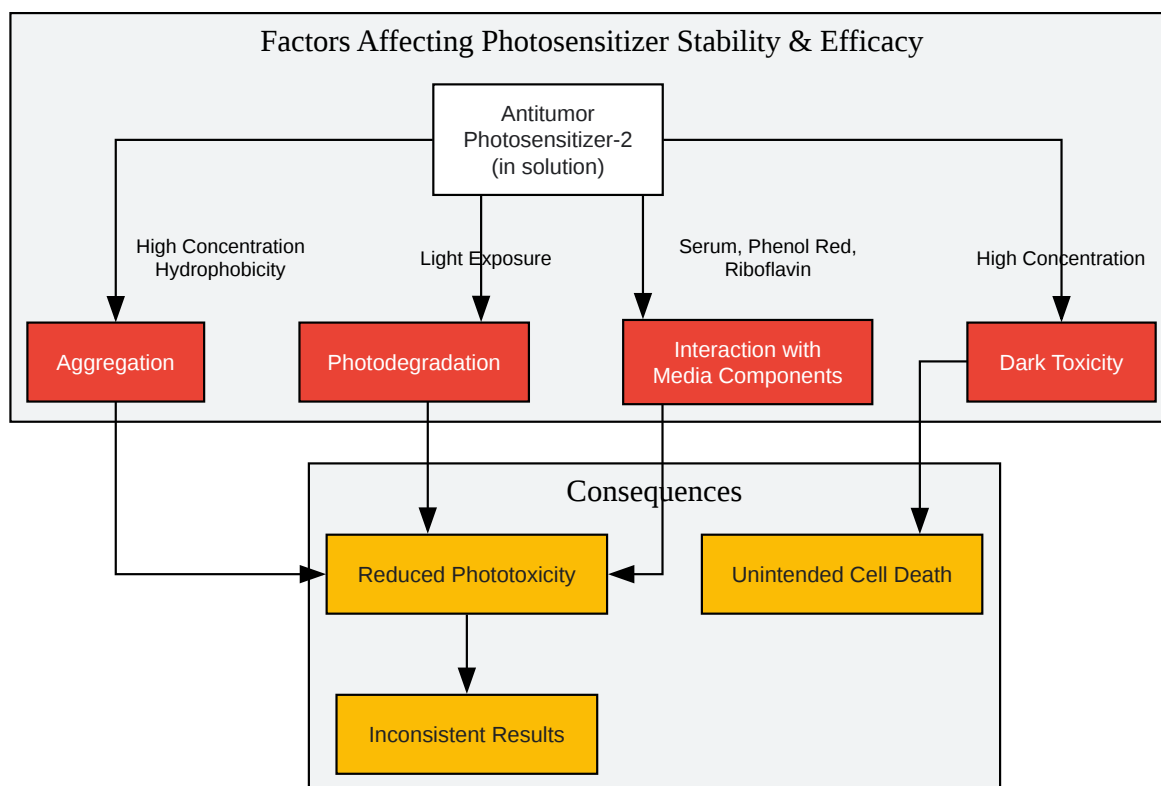 Factors Affecting Photosensitizer Stability & Efficacy
Antitumor
Photosensitizer-2
(in solution)
High Concentration
Hydrophobicity
Light Exposure
Serum, Phenol Red,
Riboflavin
High Concentration
Aggregation
Photodegradation
Interaction with
Media Components
Dark Toxicity
Consequences
Reduced Phototoxicity
Unintended Cell Death
Inconsistent Results